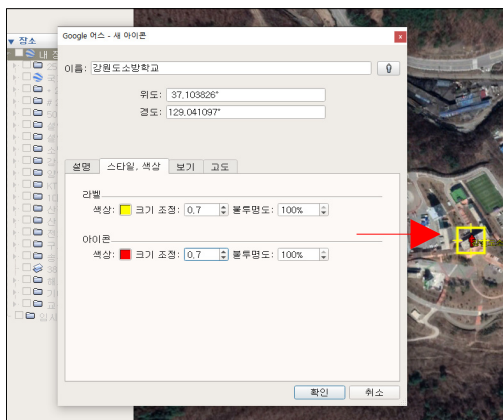 Google 어스 - 새 아이콘
x
▼ 장소
이름: 강원도소방학교
위도: 37.103826°
경도: 129.041097°
설명 스타일, 색상 보기 고도
라벨
색상: 크기 조정: 0.7 불투명도: 100%
아이콘
색상: 크기 조정: 0.7 불투명도: 100%
확인 취소